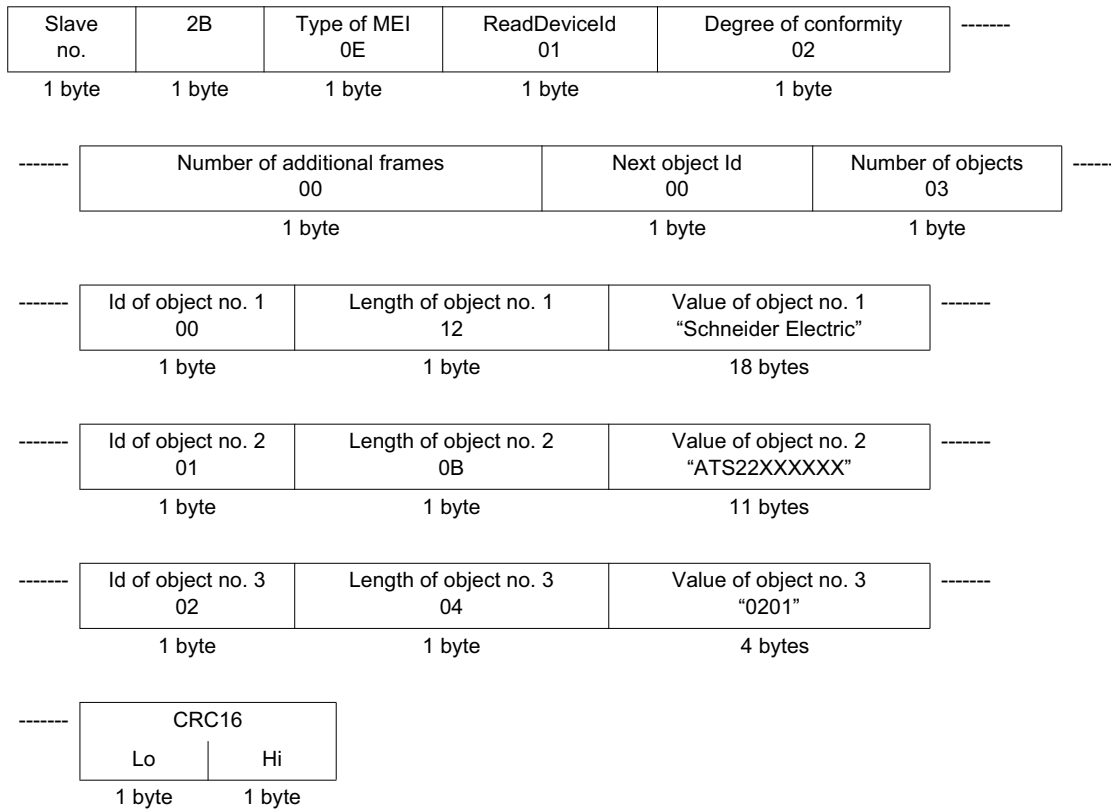 Slave 2B Type of MEI ReadDeviceId Degree of conformity -------
no. 0E 01 02
1 byte 1 byte 1 byte 1 byte 1 byte
------- Number of additional frames Next object Id Number of objects -------
00 00 03
1 byte 1 byte 1 byte
------- Id of object no. 1 Length of object no. 1 Value of object no. 1 -------
00 12 “Schneider Electric”
1 byte 1 byte 18 bytes
------- Id of object no. 2 Length of object no. 2 Value of object no. 2 -------
01 0B “ATS22XXXXXX”
1 byte 1 byte 11 bytes
------- Id of object no. 3 Length of object no. 3 Value of object no. 3 -------
02 04 “0201”
1 byte 1 byte 4 bytes
------- CRC16
Lo Hi
1 byte 1 byte